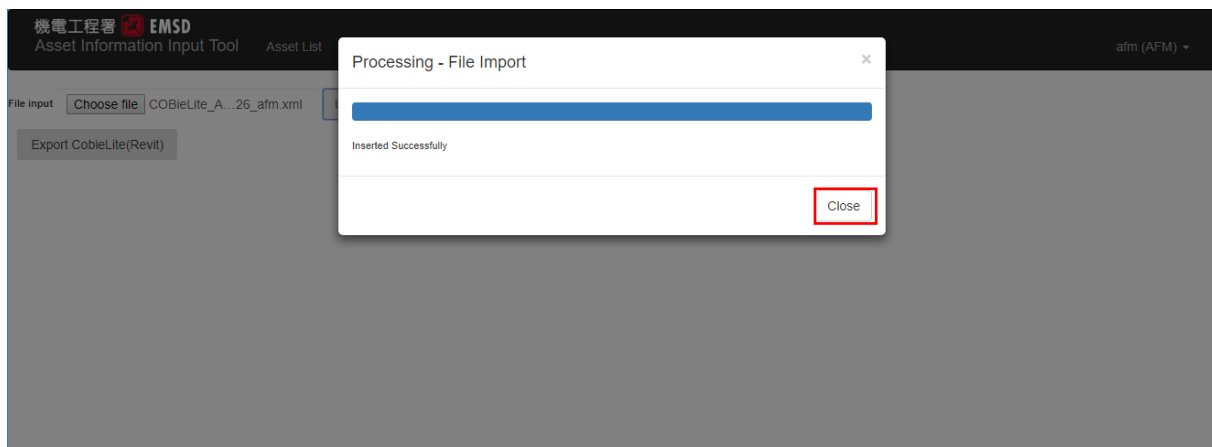 機電工程署 EMSD
Asset Information Input Tool Asset List afm (AFM)
Processing - File Import ×
File input Choose file COBieLite_A...26_afm.xml
Export CobieLite(Revit)
Inserted Successfully
Close